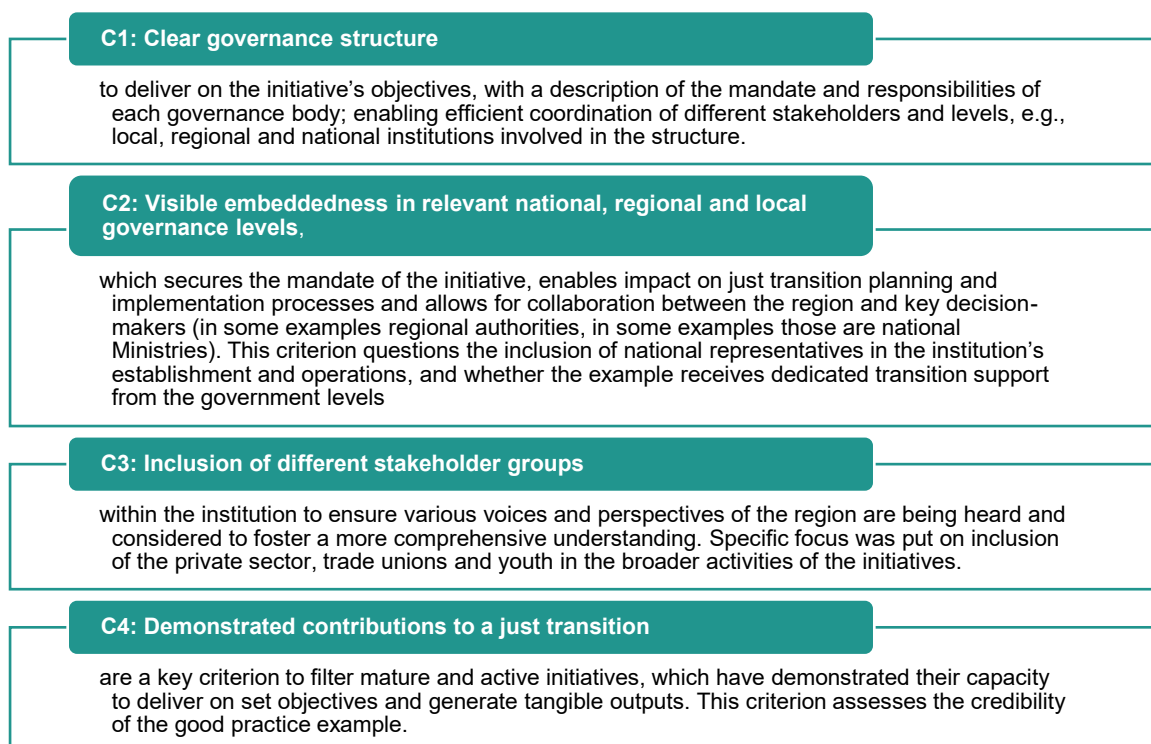 C1: Clear governance structure
to deliver on the initiative's objectives, with a description of the mandate and responsibilities of
each governance body; enabling efficient coordination of different stakeholders and levels, e.g.,
local, regional and national institutions involved in the structure.
C2: Visible embeddedness in relevant national, regional and local
governance levels,
which secures the mandate of the initiative, enables impact on just transition planning and
implementation processes and allows for collaboration between the region and key decision-
makers (in some examples regional authorities, in some examples those are national
Ministries). This criterion questions the inclusion of national representatives in the institution's
establishment and operations, and whether the example receives dedicated transition support
from the government levels
C3: Inclusion of different stakeholder groups
within the institution to ensure various voices and perspectives of the region are being heard and
considered to foster a more comprehensive understanding. Specific focus was put on inclusion
of the private sector, trade unions and youth in the broader activities of the initiatives.
C4: Demonstrated contributions to a just transition
are a key criterion to filter mature and active initiatives, which have demonstrated their capacity
to deliver on set objectives and generate tangible outputs. This criterion assesses the credibility
of the good practice example.